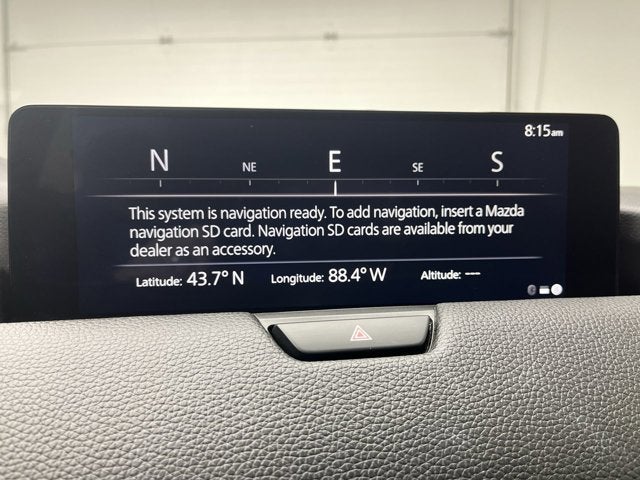 8:15am
N NE E SE S
This system is navigation ready. To add navigation, insert a Mazda
navigation SD card. Navigation SD cards are available from your
dealer as an accessory.
Latitude: 43.7° N Longitude: 88.4° W Altitude: ---